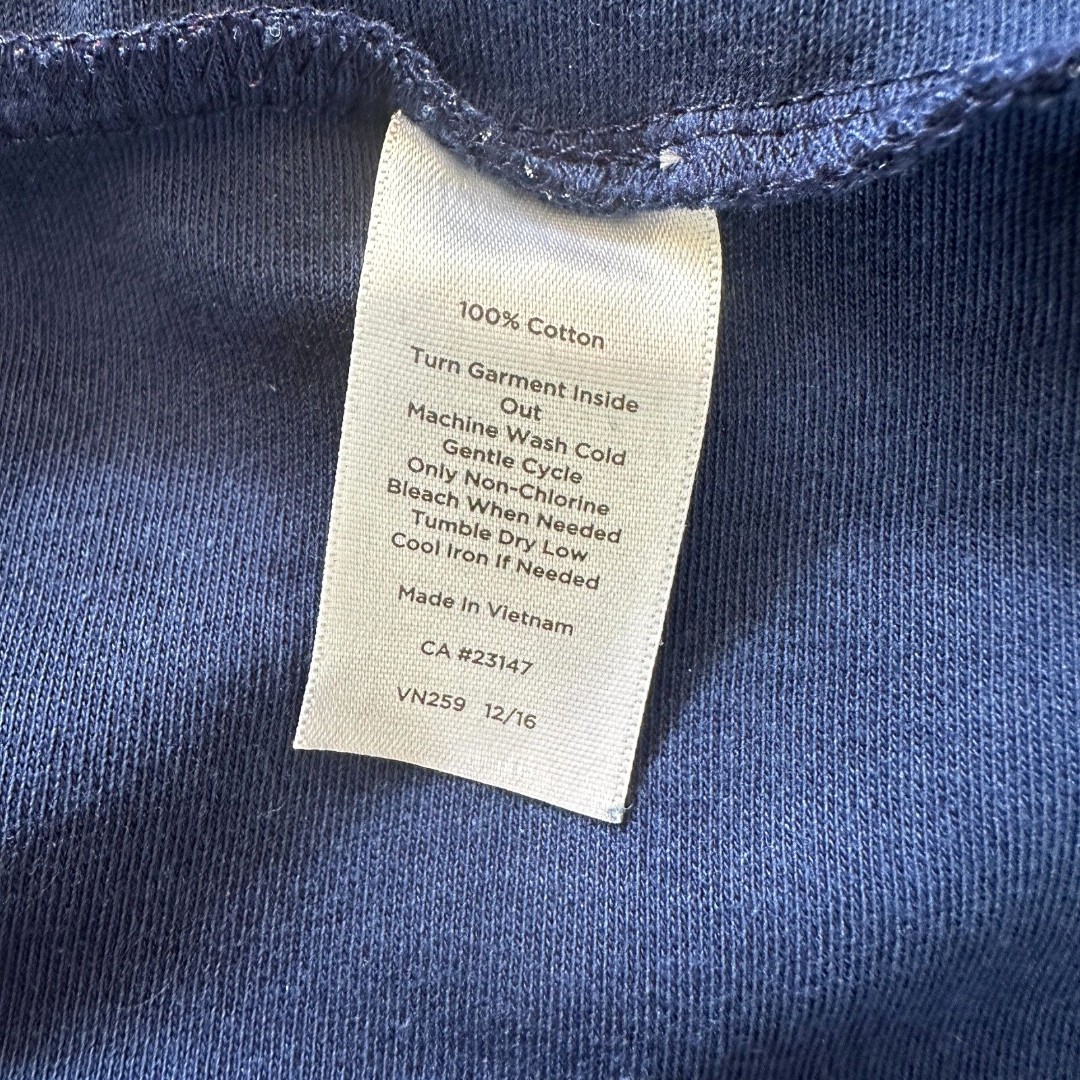 100% Cotton
Turn Garment Inside
Out
Machine Wash Cold
Gentle Cycle
Only Non-Chlorine
Bleach When Needed
Tumble Dry Low
Cool Iron If Needed
Made In Vietnam
CA #23147
VN259 12/16